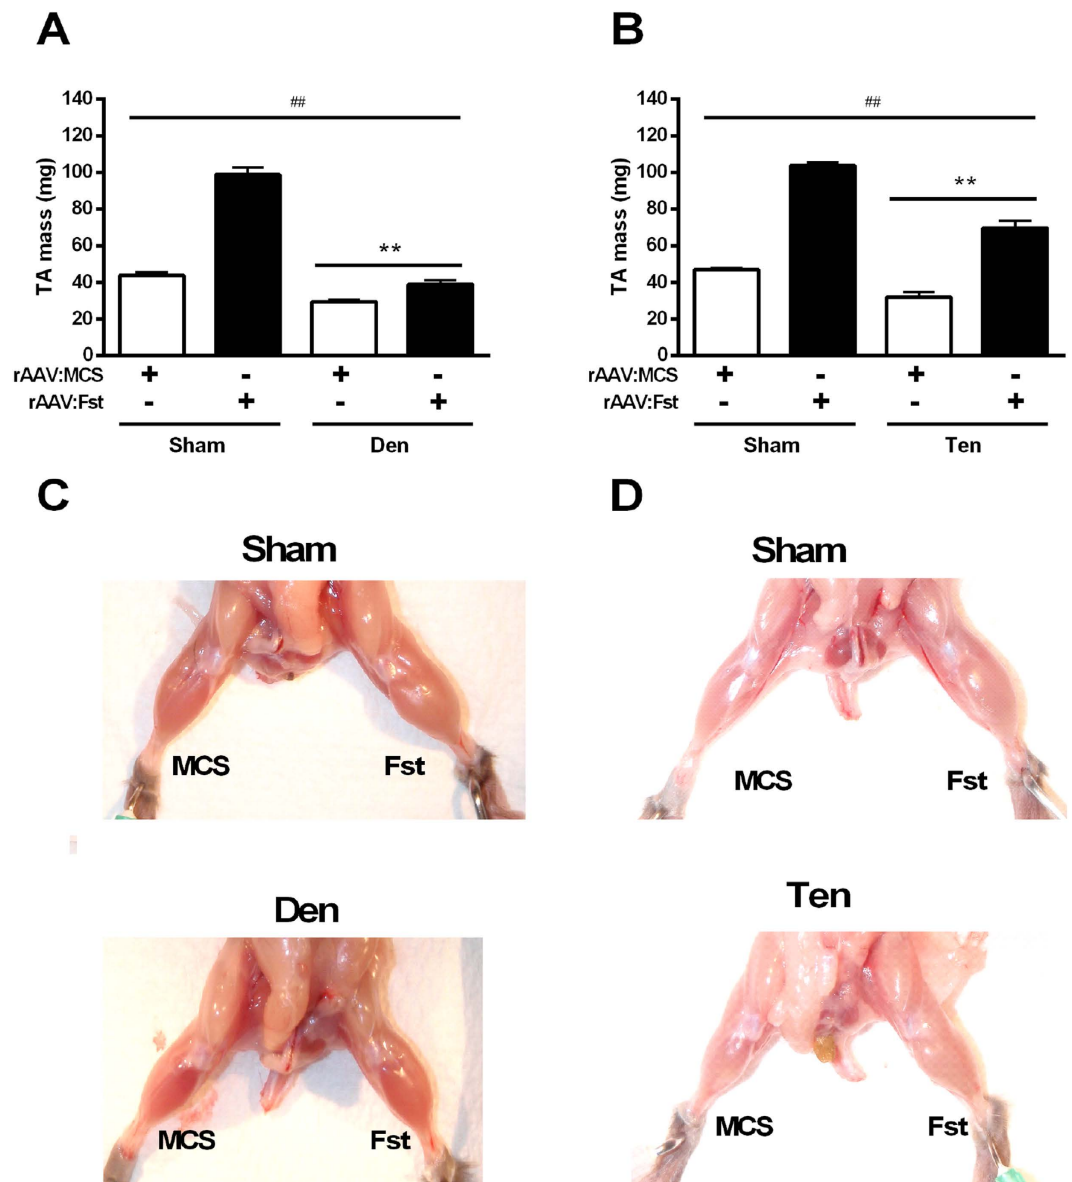 A
B
140
120
100
80
60
40
20
0
TA mass (mg)
##
**
rAAV:MCS + - + -
rAAV:Fst - + - +
Sham Den
140
120
100
80
60
40
20
0
TA mass (mg)
##
**
rAAV:MCS + - + -
rAAV:Fst - + - +
Sham Ten
C
D
Sham
MCS Fst
Sham
MCS Fst
Den
MCS Fst
Ten
MCS Fst